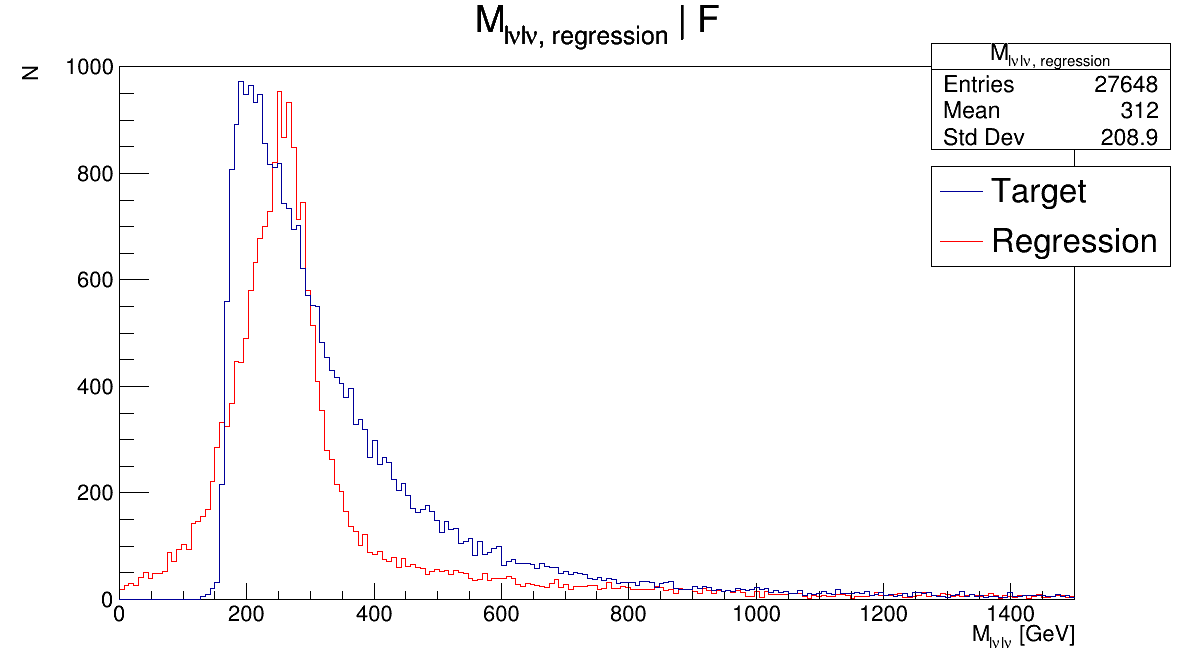 M_lνlν, regression | F
N
M_lνlν, regression
Entries 27648
Mean 312
Std Dev 208.9
Target
Regression
1000
800
600
400
200
0
0 200 400 600 800 1000 1200 1400
M_lνlν [GeV]